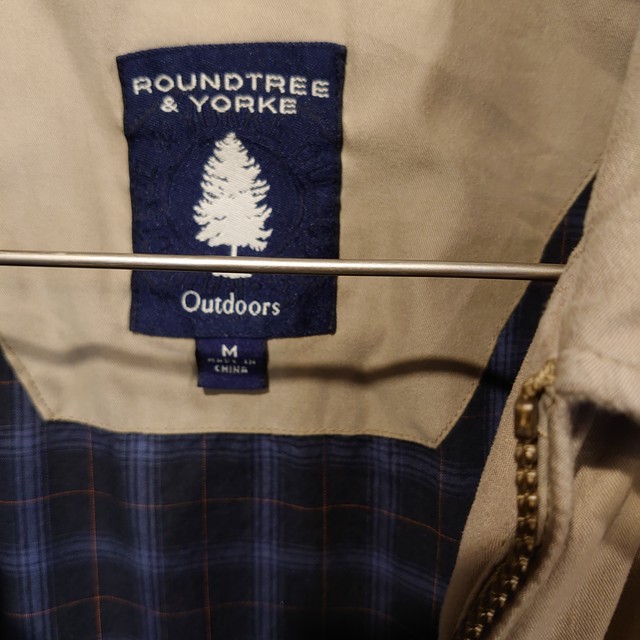 ROUNDTREE
& YORKE
Outdoors
M
MADE IN
CHINA